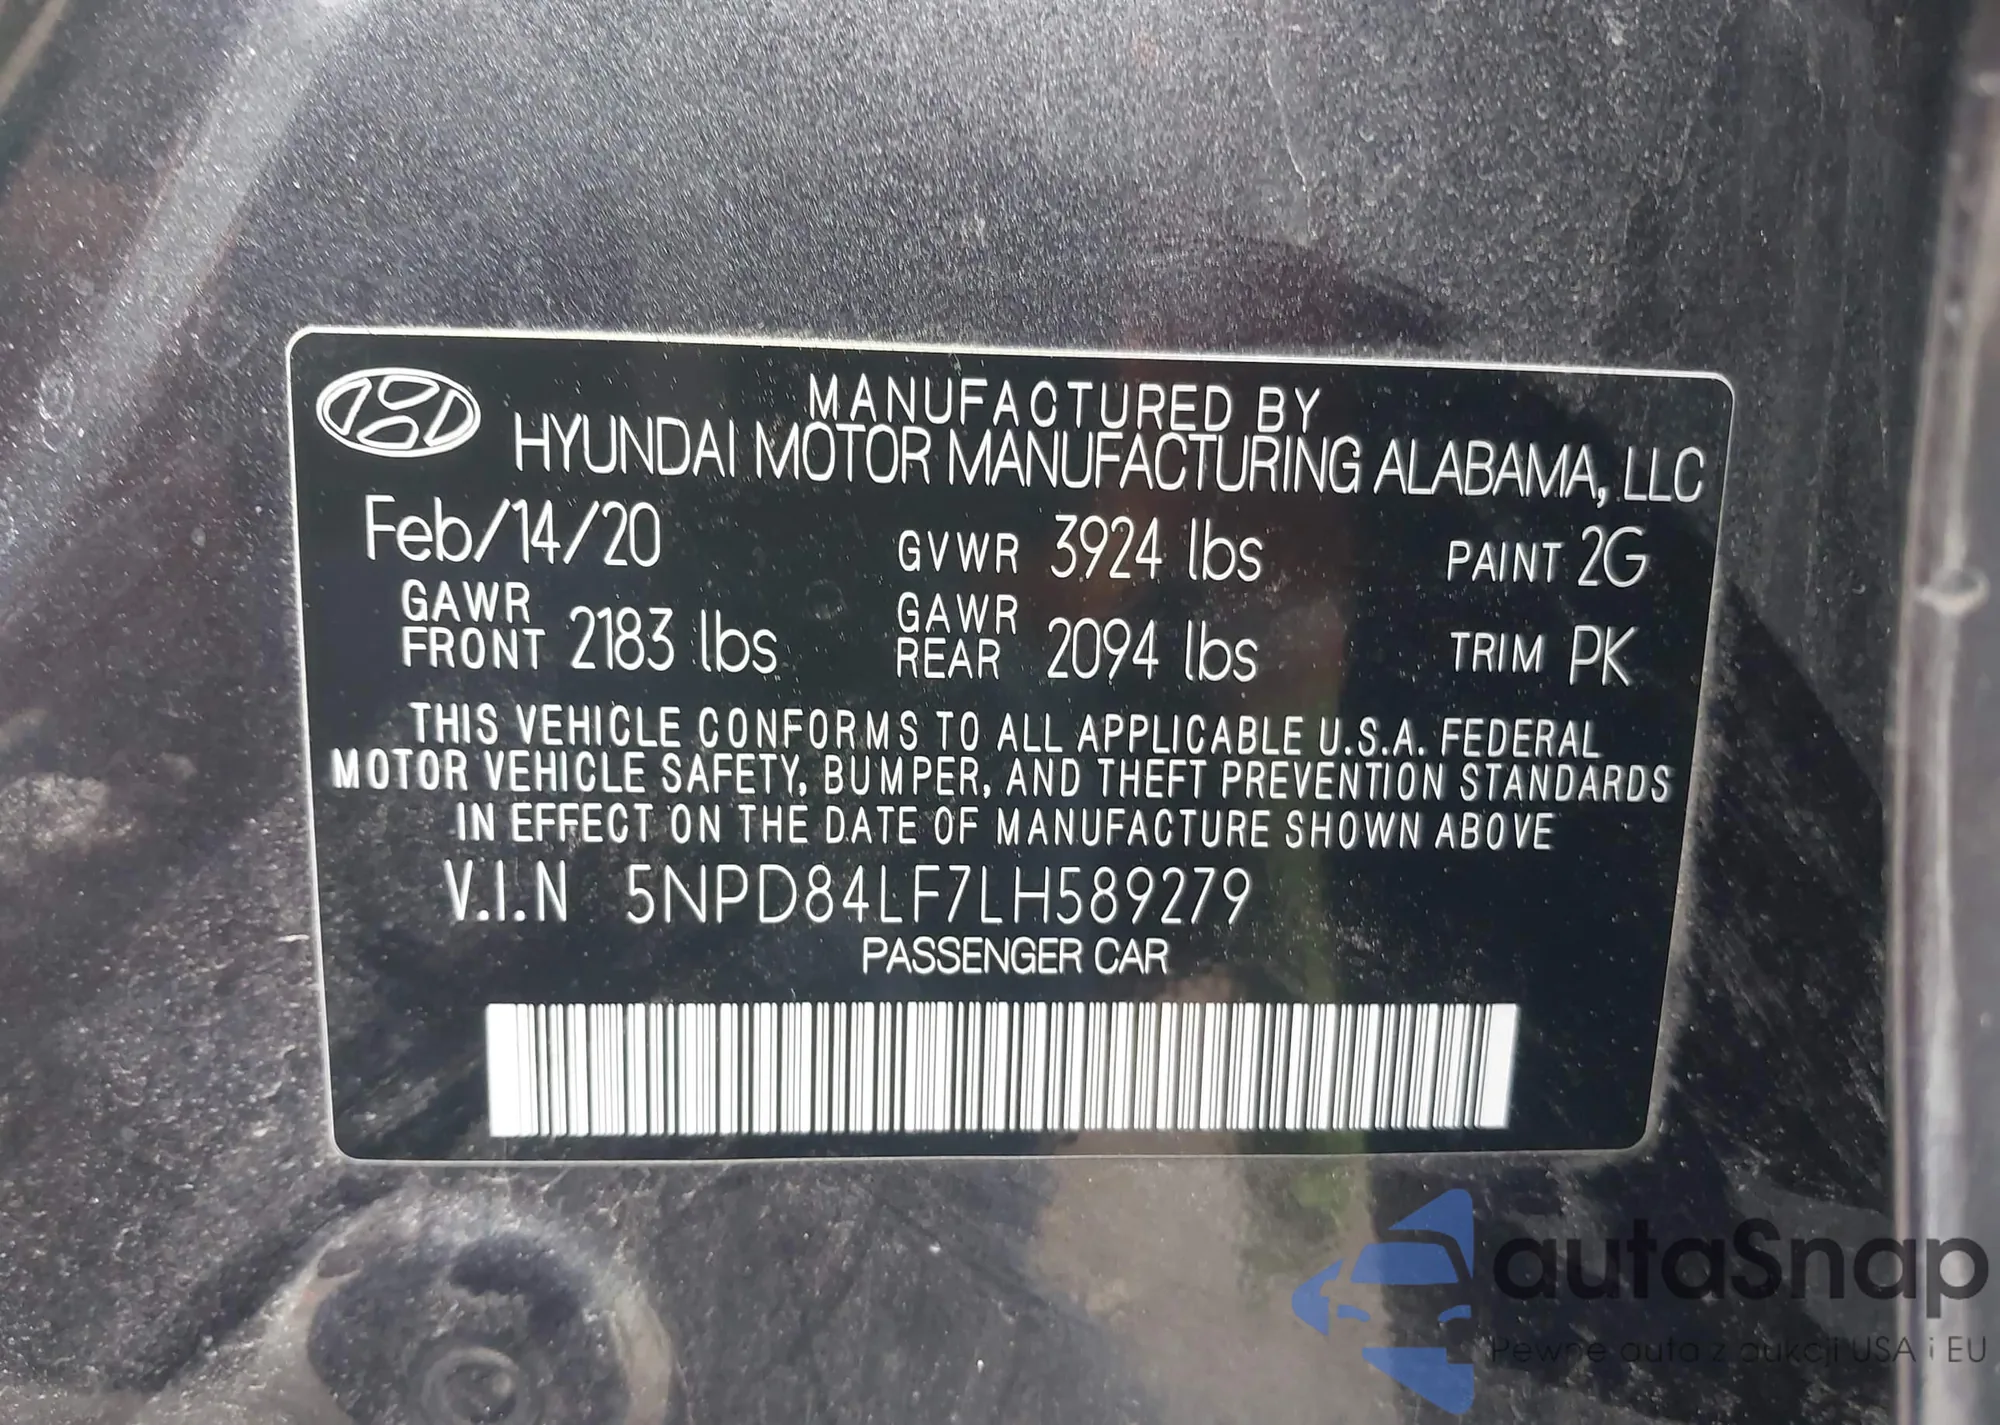 MANUFACTURED BY
HYUNDAI MOTOR MANUFACTURING ALABAMA, LLC
Feb/14/20 GVWR 3924 lbs PAINT 2G
GAWR FRONT 2183 lbs GAWR REAR 2094 lbs TRIM PK
THIS VEHICLE CONFORMS TO ALL APPLICABLE U.S.A. FEDERAL
MOTOR VEHICLE SAFETY, BUMPER, AND THEFT PREVENTION STANDARDS
IN EFFECT ON THE DATE OF MANUFACTURE SHOWN ABOVE
V.I.N 5NPD84LF7LH589279
PASSENGER CAR
autaSnap
Pewne auta z aukcji USA i EU